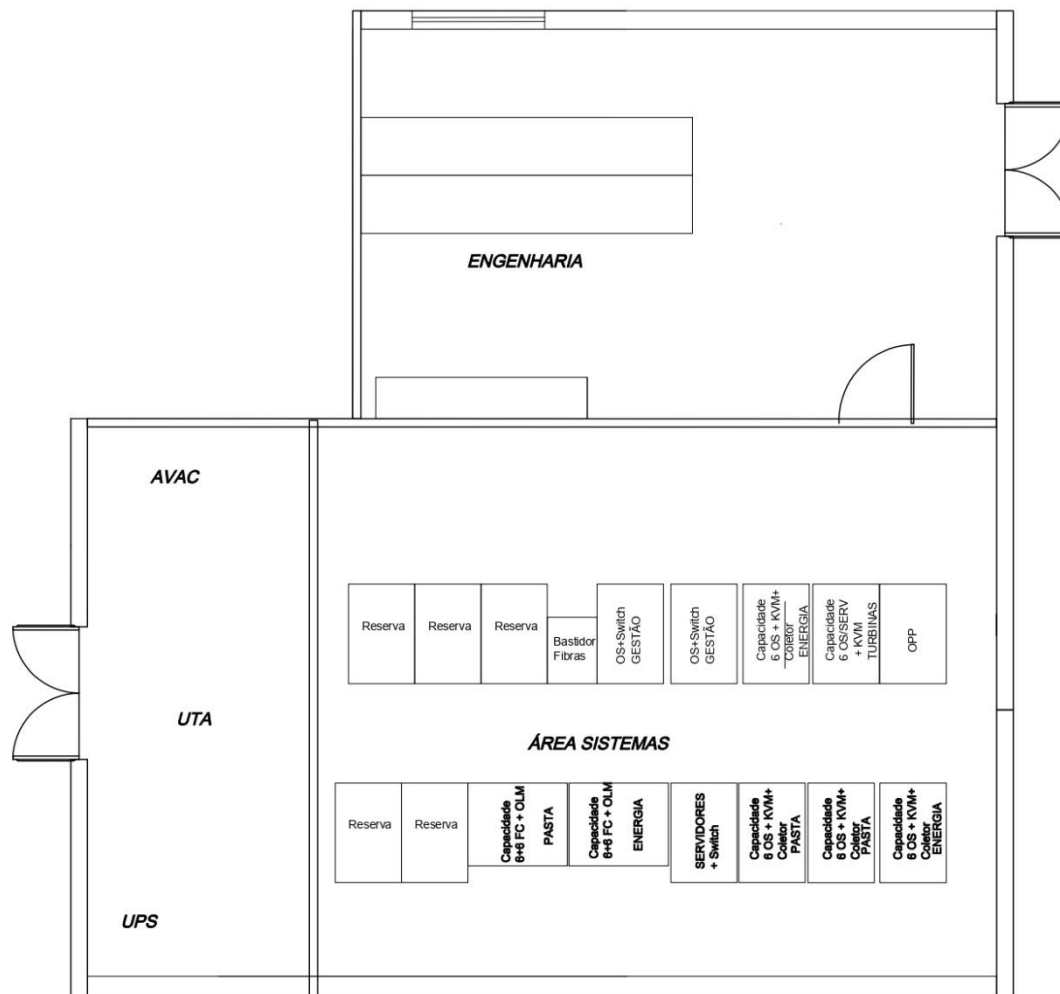 ENGENHARIA
AVAC
UTA
UPS
Reserva
Reserva
Reserva
Bastidor
Fibras
OS+Switch
GESTÃO
OS+Switch
GESTÃO
Capacidade
6 OS + KVM+
Coletor
ENERGIA
Capacidade
6 OS/SERV
+ KVM
TURBINAS
OPP
ÁREA SISTEMAS
Reserva
Reserva
Capacidade
6+6 FC + OLM
PASTA
Capacidade
6+6 FC + OLM
ENERGIA
SERVIDORES
+ Switch
Capacidade
6 OS + KVM+
Coletor
PASTA
Capacidade
6 OS + KVM+
Coletor
PASTA
Capacidade
6 OS + KVM+
Coletor
ENERGIA